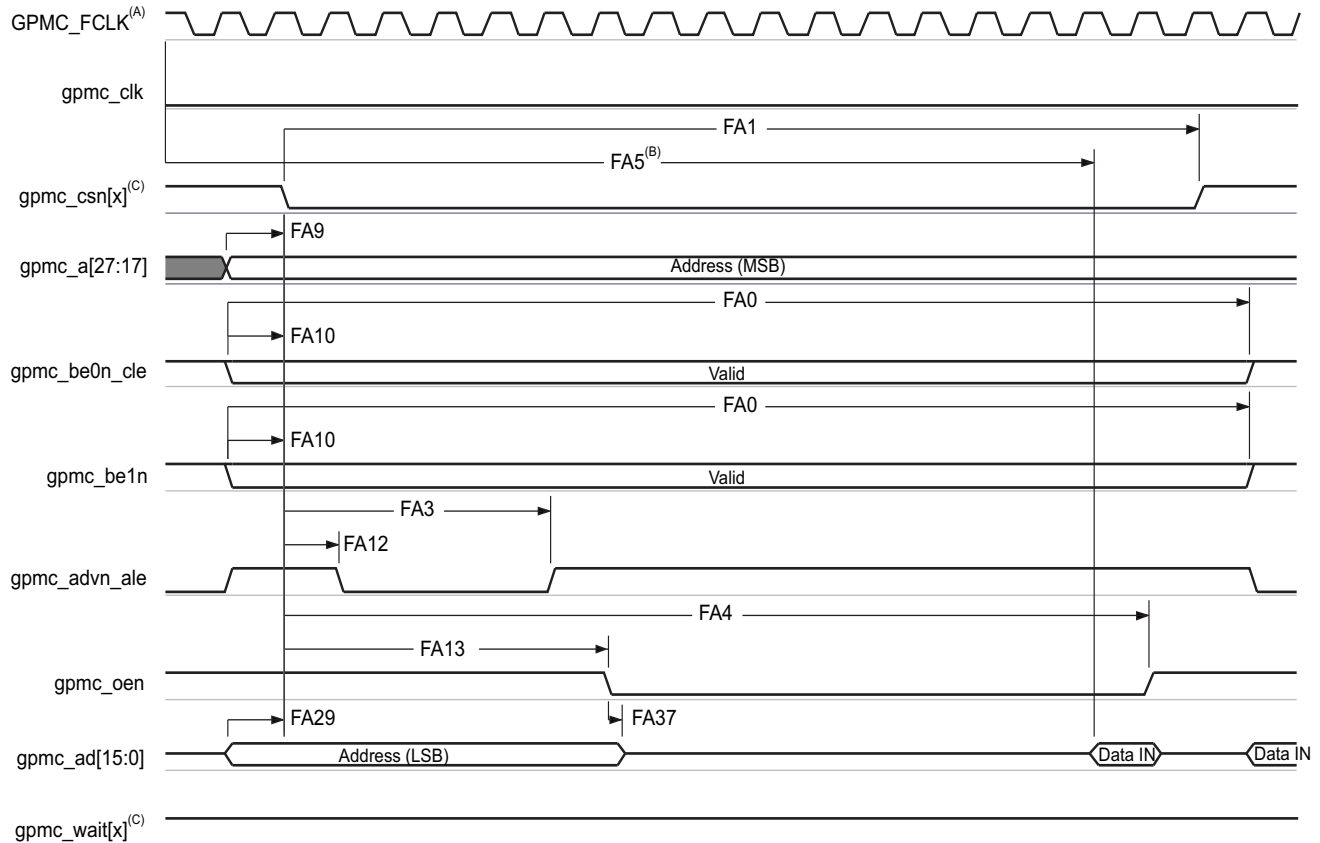 GPMC_FCLK(A)
gpmc_clk
FA1
FA5(B)
gpmc_csn[x](C)
FA9
gpmc_a[27:17]
Address (MSB)
FA0
FA10
gpmc_be0n_cle
Valid
FA0
FA10
gpmc_be1n
Valid
FA3
FA12
gpmc_advn_ale
FA4
FA13
gpmc_oen
FA29
FA37
gpmc_ad[15:0]
Address (LSB)
Data IN
Data IN
gpmc_wait[x](C)